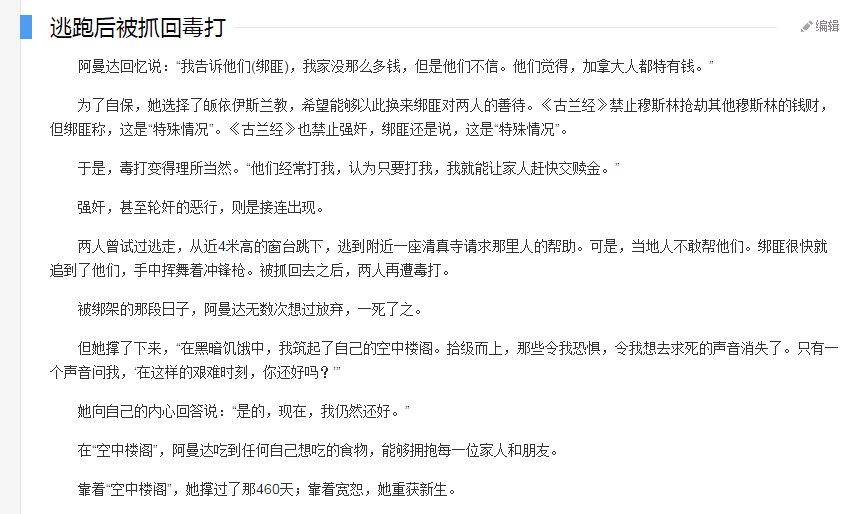 逃跑后被抓回毒打
编辑
阿曼达回忆说：“我告诉他们(绑匪)，我家没那么多钱，但是他们不信。他们觉得，加拿大人都特有钱。”
为了自保，她选择了皈依伊斯兰教，希望能够以此换来绑匪对两人的善待。《古兰经》禁止穆斯林抢劫其他穆斯林的钱财，
但绑匪称，这是“特殊情况”。《古兰经》也禁止强奸，绑匪还是说，这是“特殊情况”。
于是，毒打变得理所当然。“他们经常打我，认为只要打我，我就能让家人赶快交赎金。”
强奸，甚至轮奸的恶行，则是接连出现。
两人曾试过逃走，从近4米高的窗台跳下，逃到附近一座清真寺请求那里人的帮助。可是，当地人不敢帮他们。绑匪很快就
追到了他们，手中挥舞着冲锋枪。被抓回去之后，两人再遭毒打。
被绑架的那段日子，阿曼达无数次想过放弃，一死了之。
但她撑了下来，“在黑暗饥饿中，我筑起了自己的空中楼阁。拾级而上，那些令我恐惧，令我想去求死的声音消失了。只有一
个声音问我，‘在这样的艰难时刻，你还好吗？’”
她向自己的内心回答说：“是的，现在，我仍然还好。”
在“空中楼阁”，阿曼达吃到任何自己想吃的食物，能够拥抱每一位家人和朋友。
靠着“空中楼阁”，她撑过了那460天；靠着宽恕，她重获新生。